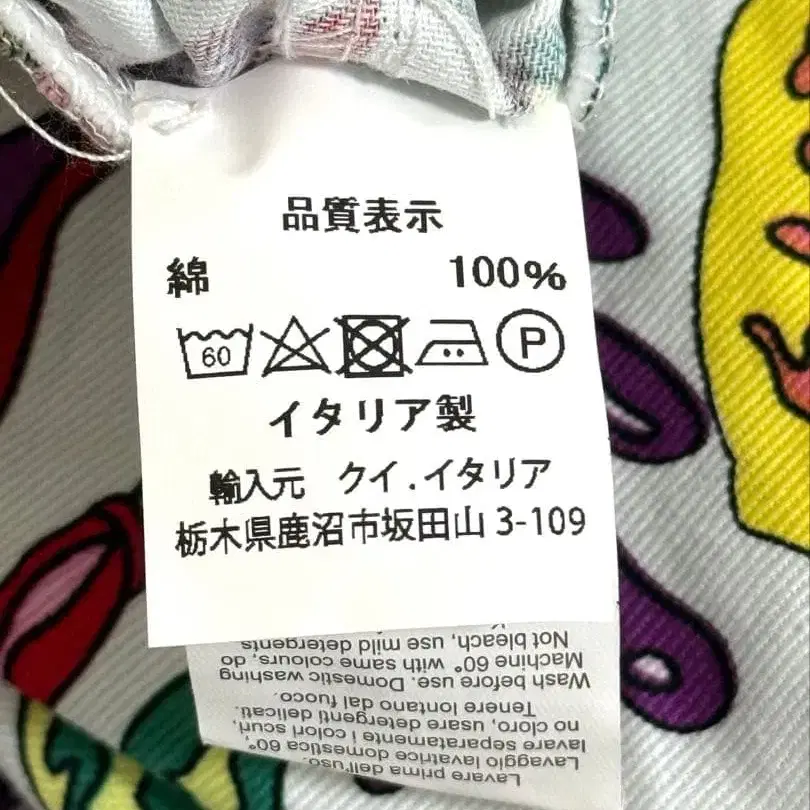 品質表示
綿 100%
60
P
イタリア製
輸入元 クイ.イタリア
栃木県鹿沼市坂田山 3-109
Lavare prima dell'uso.
Lavaggio lavatrice domestica 60°,
lavare separatamente i colori scuri,
no cloro, usare detergenti delicati.
Tenere lontano dal fuoco.
Wash before use. Domestic washing
Machine 60° with same colours, do
Not bleach, use mild detergents